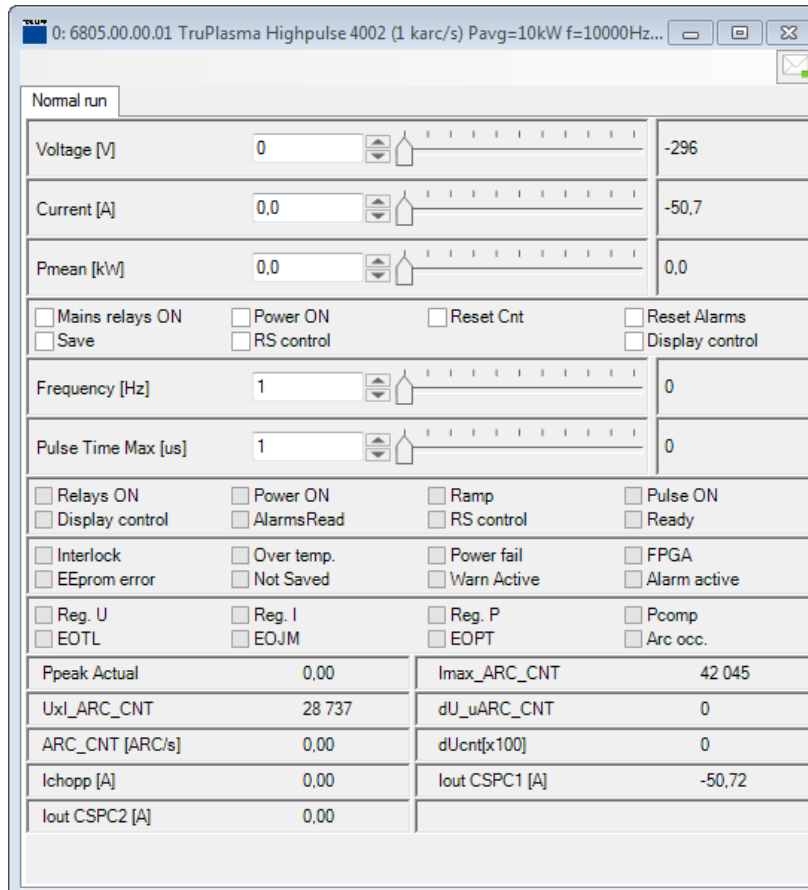 0: 6805.00.00.01 TruPlasma Highpulse 4002 (1 karc/s) Pavg=10kW f=10000Hz...
Normal run
Voltage [V] 0 -296
Current [A] 0,0 -50,7
Pmean [kW] 0,0 0,0
Mains relays ON Power ON Reset Cnt Reset Alarms
Save RS control Display control
Frequency [Hz] 1 0
Pulse Time Max [us] 1 0
Relays ON Power ON Ramp Pulse ON
Display control AlarmsRead RS control Ready
Interlock Over temp. Power fail FPGA
EEprom error Not Saved Warn Active Alarm active
Reg. U Reg. I Reg. P Pcomp
EOTL EOJM EOPT Arc occ.
Ppeak Actual 0,00 Imax_ARC_CNT 42 045
UxI_ARC_CNT 28 737 dU_uARC_CNT 0
ARC_CNT [ARC/s] 0,00 dUcnt[x100] 0
Ichopp [A] 0,00 Iout CSPC1 [A] -50,72
Iout CSPC2 [A] 0,00